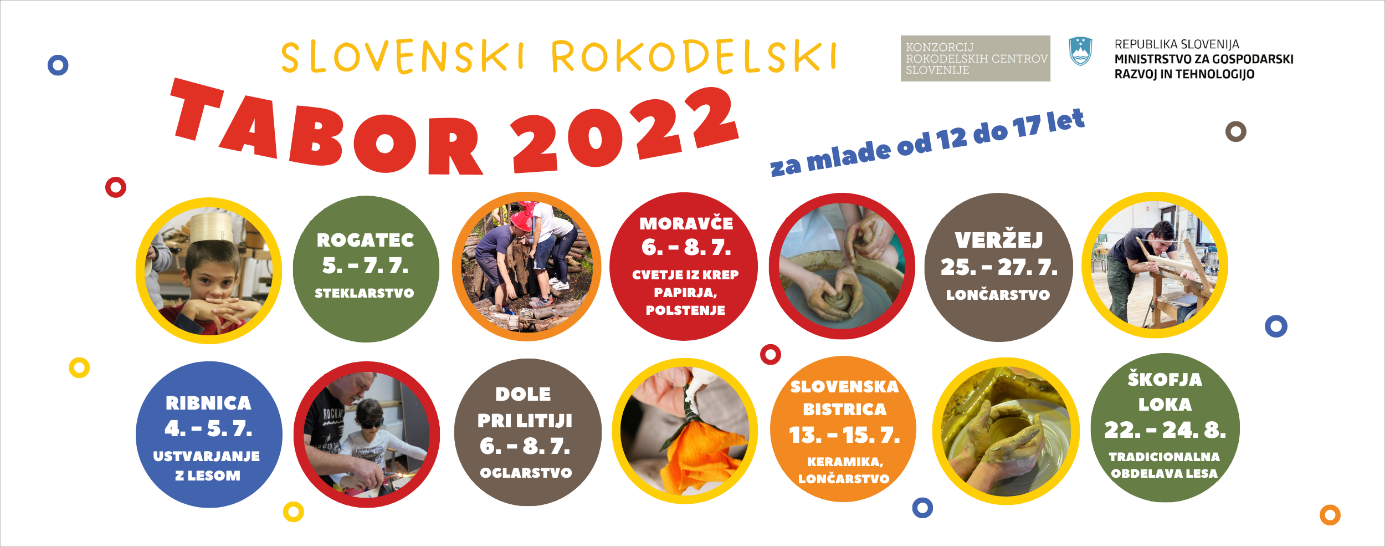 SLOVENSKI ROKODELSKI
TABOR 2022
za mlade od 12 do 17 let
KONZORCIJ
ROKODELSKIH CENTROV
SLOVENIJE
REPUBLIKA SLOVENIJA
MINISTRSTVO ZA GOSPODARSKI
RAZVOJ IN TEHNOLOGIJO
ROGATEC
5. – 7. 7.
STEKLARSTVO
MORAVČE
6. – 8. 7.
CVETJE IZ KREP
PAPIRJA,
POLSTENJE
VERŽEJ
25. – 27. 7.
LONČARSTVO
RIBNICA
4. – 5. 7.
USTVARJANJE
Z LESOM
DOLE
PRI LITIJI
6. – 8. 7.
OGLARSTVO
SLOVENSKA
BISTRICA
13. – 15. 7.
KERAMIKA,
LONČARSTVO
ŠKOFJA
LOKA
22. – 24. 8.
TRADICIONALNA
OBDELAVA LESA